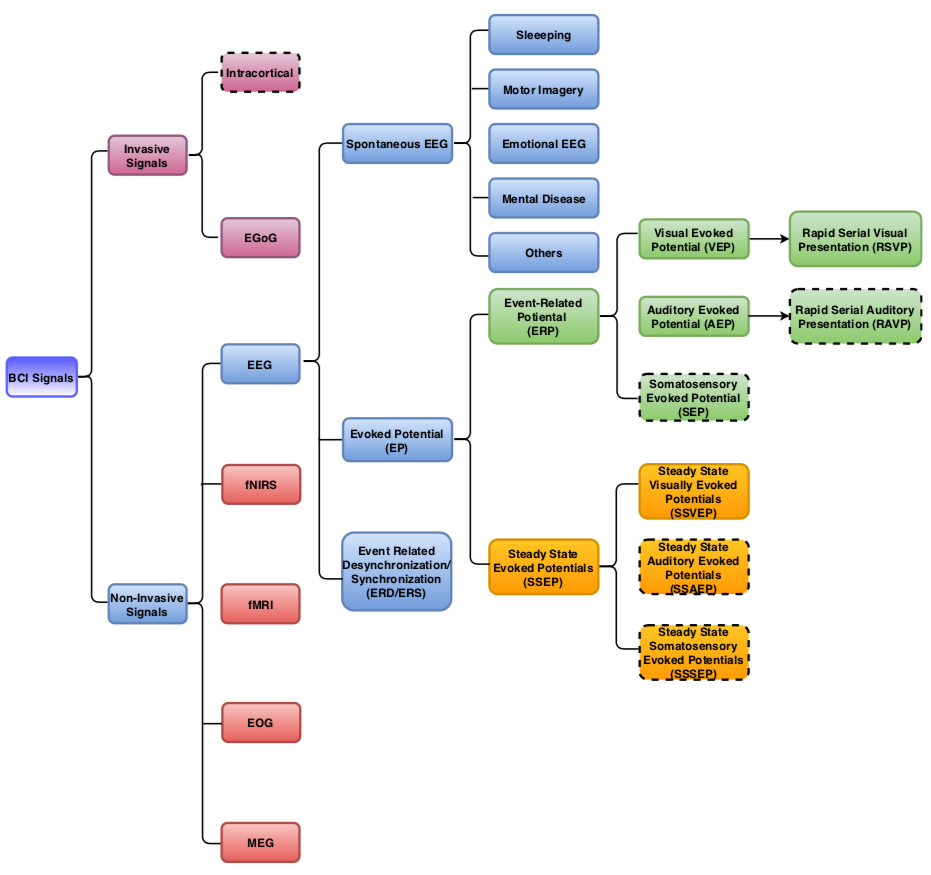 BCI Signals
Invasive
Signals
Non-Invasive
Signals
Intracortical
EGoG
EEG
fNIRS
fMRI
EOG
MEG
Spontaneous EEG
Evoked Potential
(EP)
Event Related
Desynchronization/
Synchronization
(ERD/ERS)
Sleeeping
Motor Imagery
Emotional EEG
Mental Disease
Others
Event-Related
Potiental
(ERP)
Steady State
Evoked Potentials
(SSEP)
Visual Evoked
Potential (VEP)
Auditory Evoked
Potential (AEP)
Somatosensory
Evoked Potential
(SEP)
Steady State
Visually Evoked
Potentials
(SSVEP)
Steady State
Auditory Evoked
Potentials
(SSAEP)
Steady State
Somatosensory
Evoked Potentials
(SSSEP)
Rapid Serial Visual
Presentation (RSVP)
Rapid Serial Auditory
Presentation (RAVP)